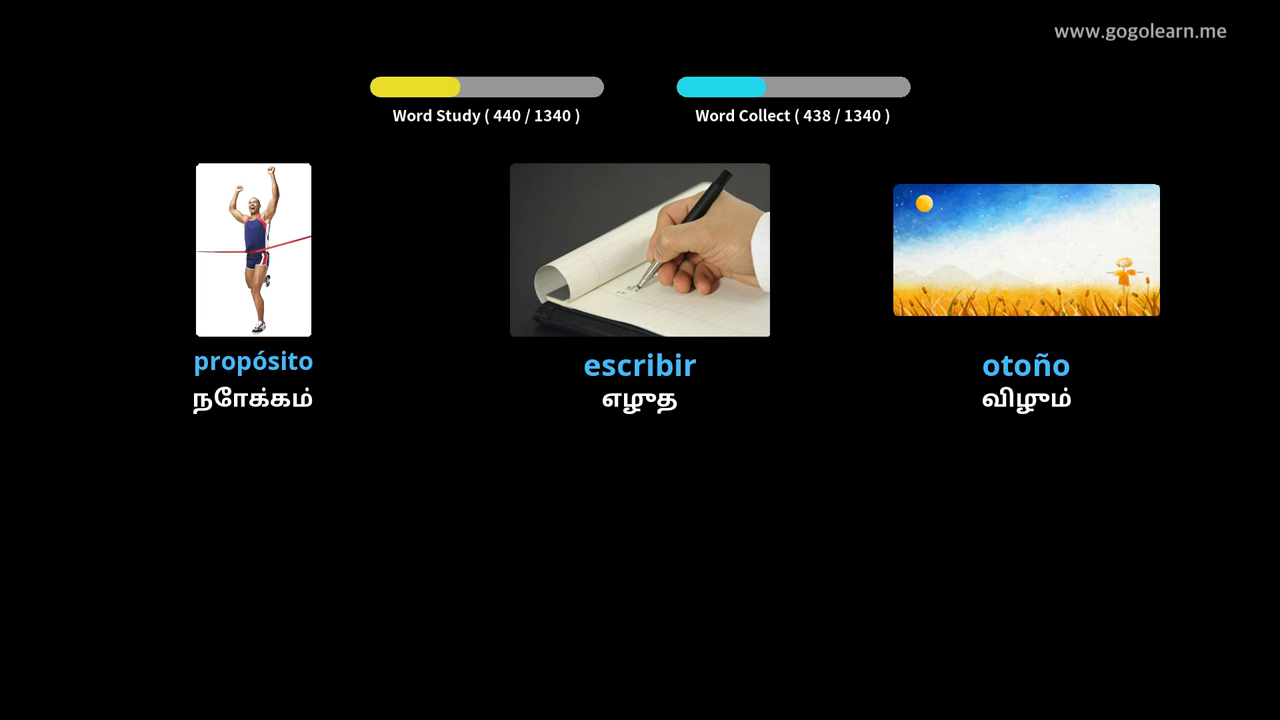 www.gogolearn.me
Word Study ( 440 / 1340 )
Word Collect ( 438 / 1340 )
propósito
நோக்கம்
escribir
எழுத
otoño
விழும்